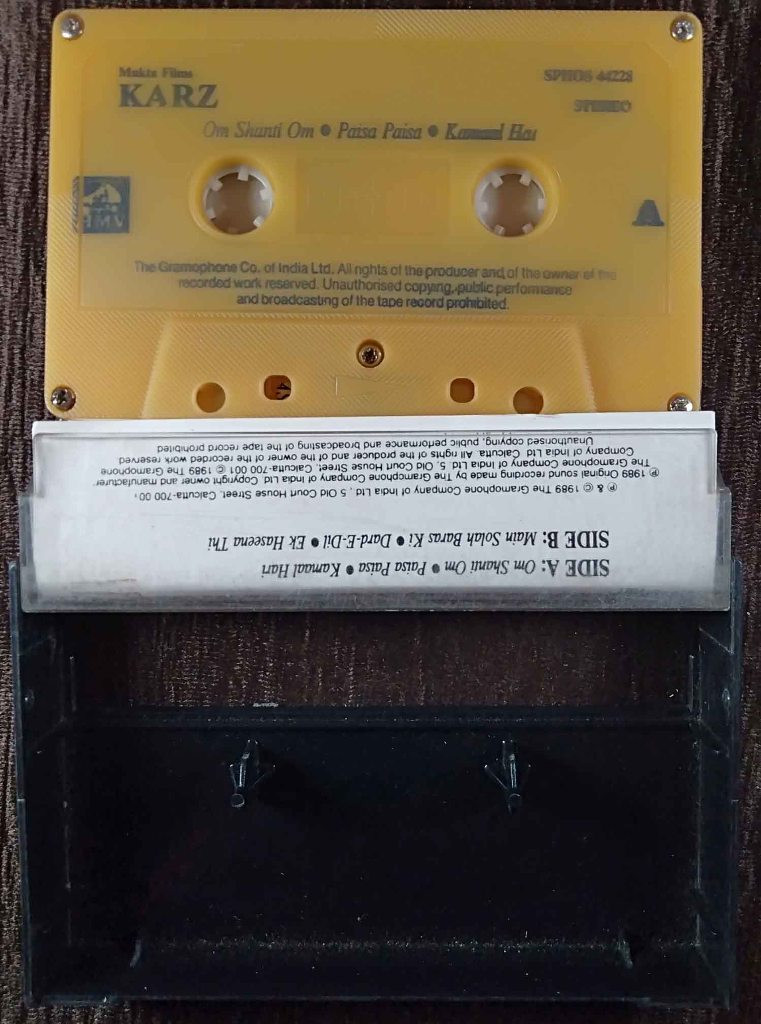 Mukta Films
SPHOS 44228
KARZ
STEREO
Om Shanti Om ● Paisa Paisa ● Kamaal Hai
HMV
A
The Gramophone Co. of India Ltd. All rights of the producer and of the owner of the
recorded work reserved. Unauthorised copying, public performance
and broadcasting of the tape record prohibited.
SIDE A: Om Shanti Om ● Paisa Paisa ● Kamaal Hari
SIDE B: Main Solah Baras Ki ● Dard-E-Dil ● Ek Haseena Thi
℗ & © 1989 The Gramophone Company of India Ltd , 5, Old Court House Street, Calcutta-700 001
℗ 1989 Original sound recording made by The Gramophone Company of India Ltd. Copyright owner and manufacturer.
The Gramophone Company of India Ltd. 5, Old Court House Street, Calcutta-700 001 © 1989 The Gramophone
Company of India Ltd Calcutta All rights of the producer and of the owner of the recorded work reserved
Unauthorised copying, public performance and broadcasting of the tape record prohibited